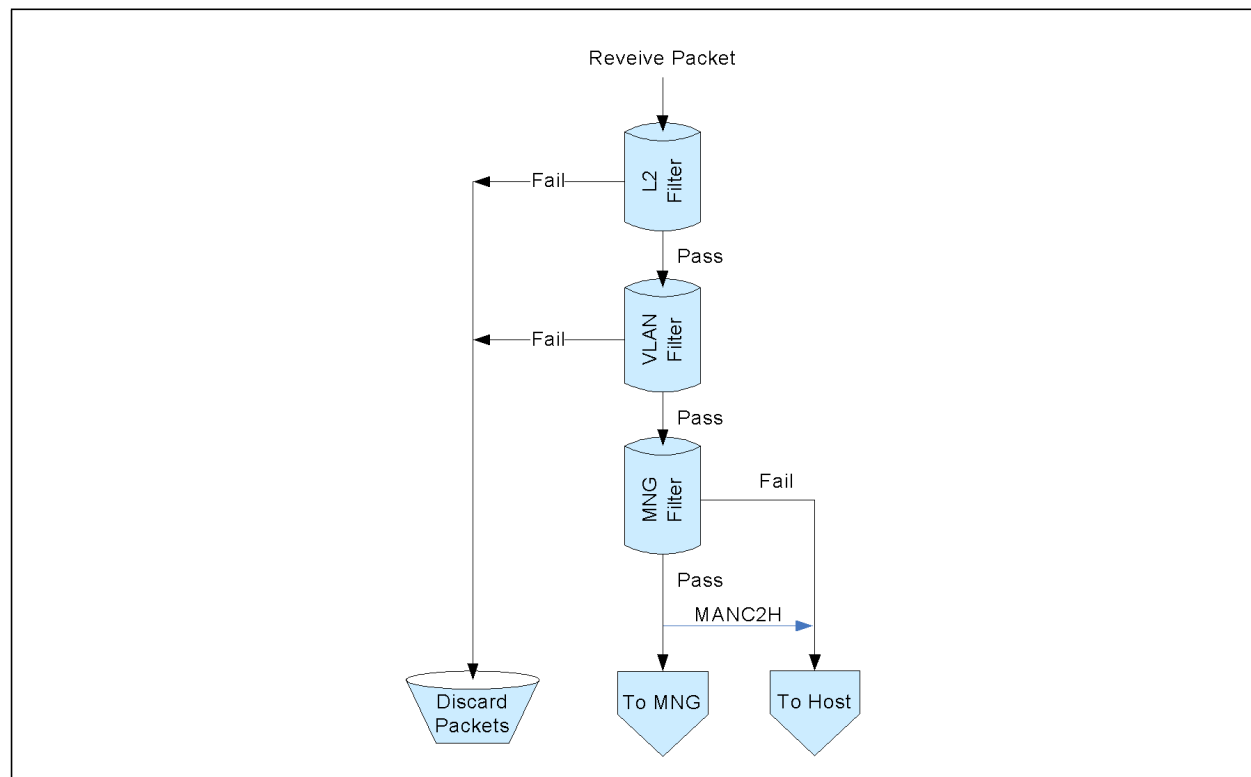 Reveive Packet
L2
Filter
Fail
Pass
VLAN
Filter
Fail
Pass
MNG
Filter
Fail
Pass
MANC2H
Discard
Packets
To MNG
To Host